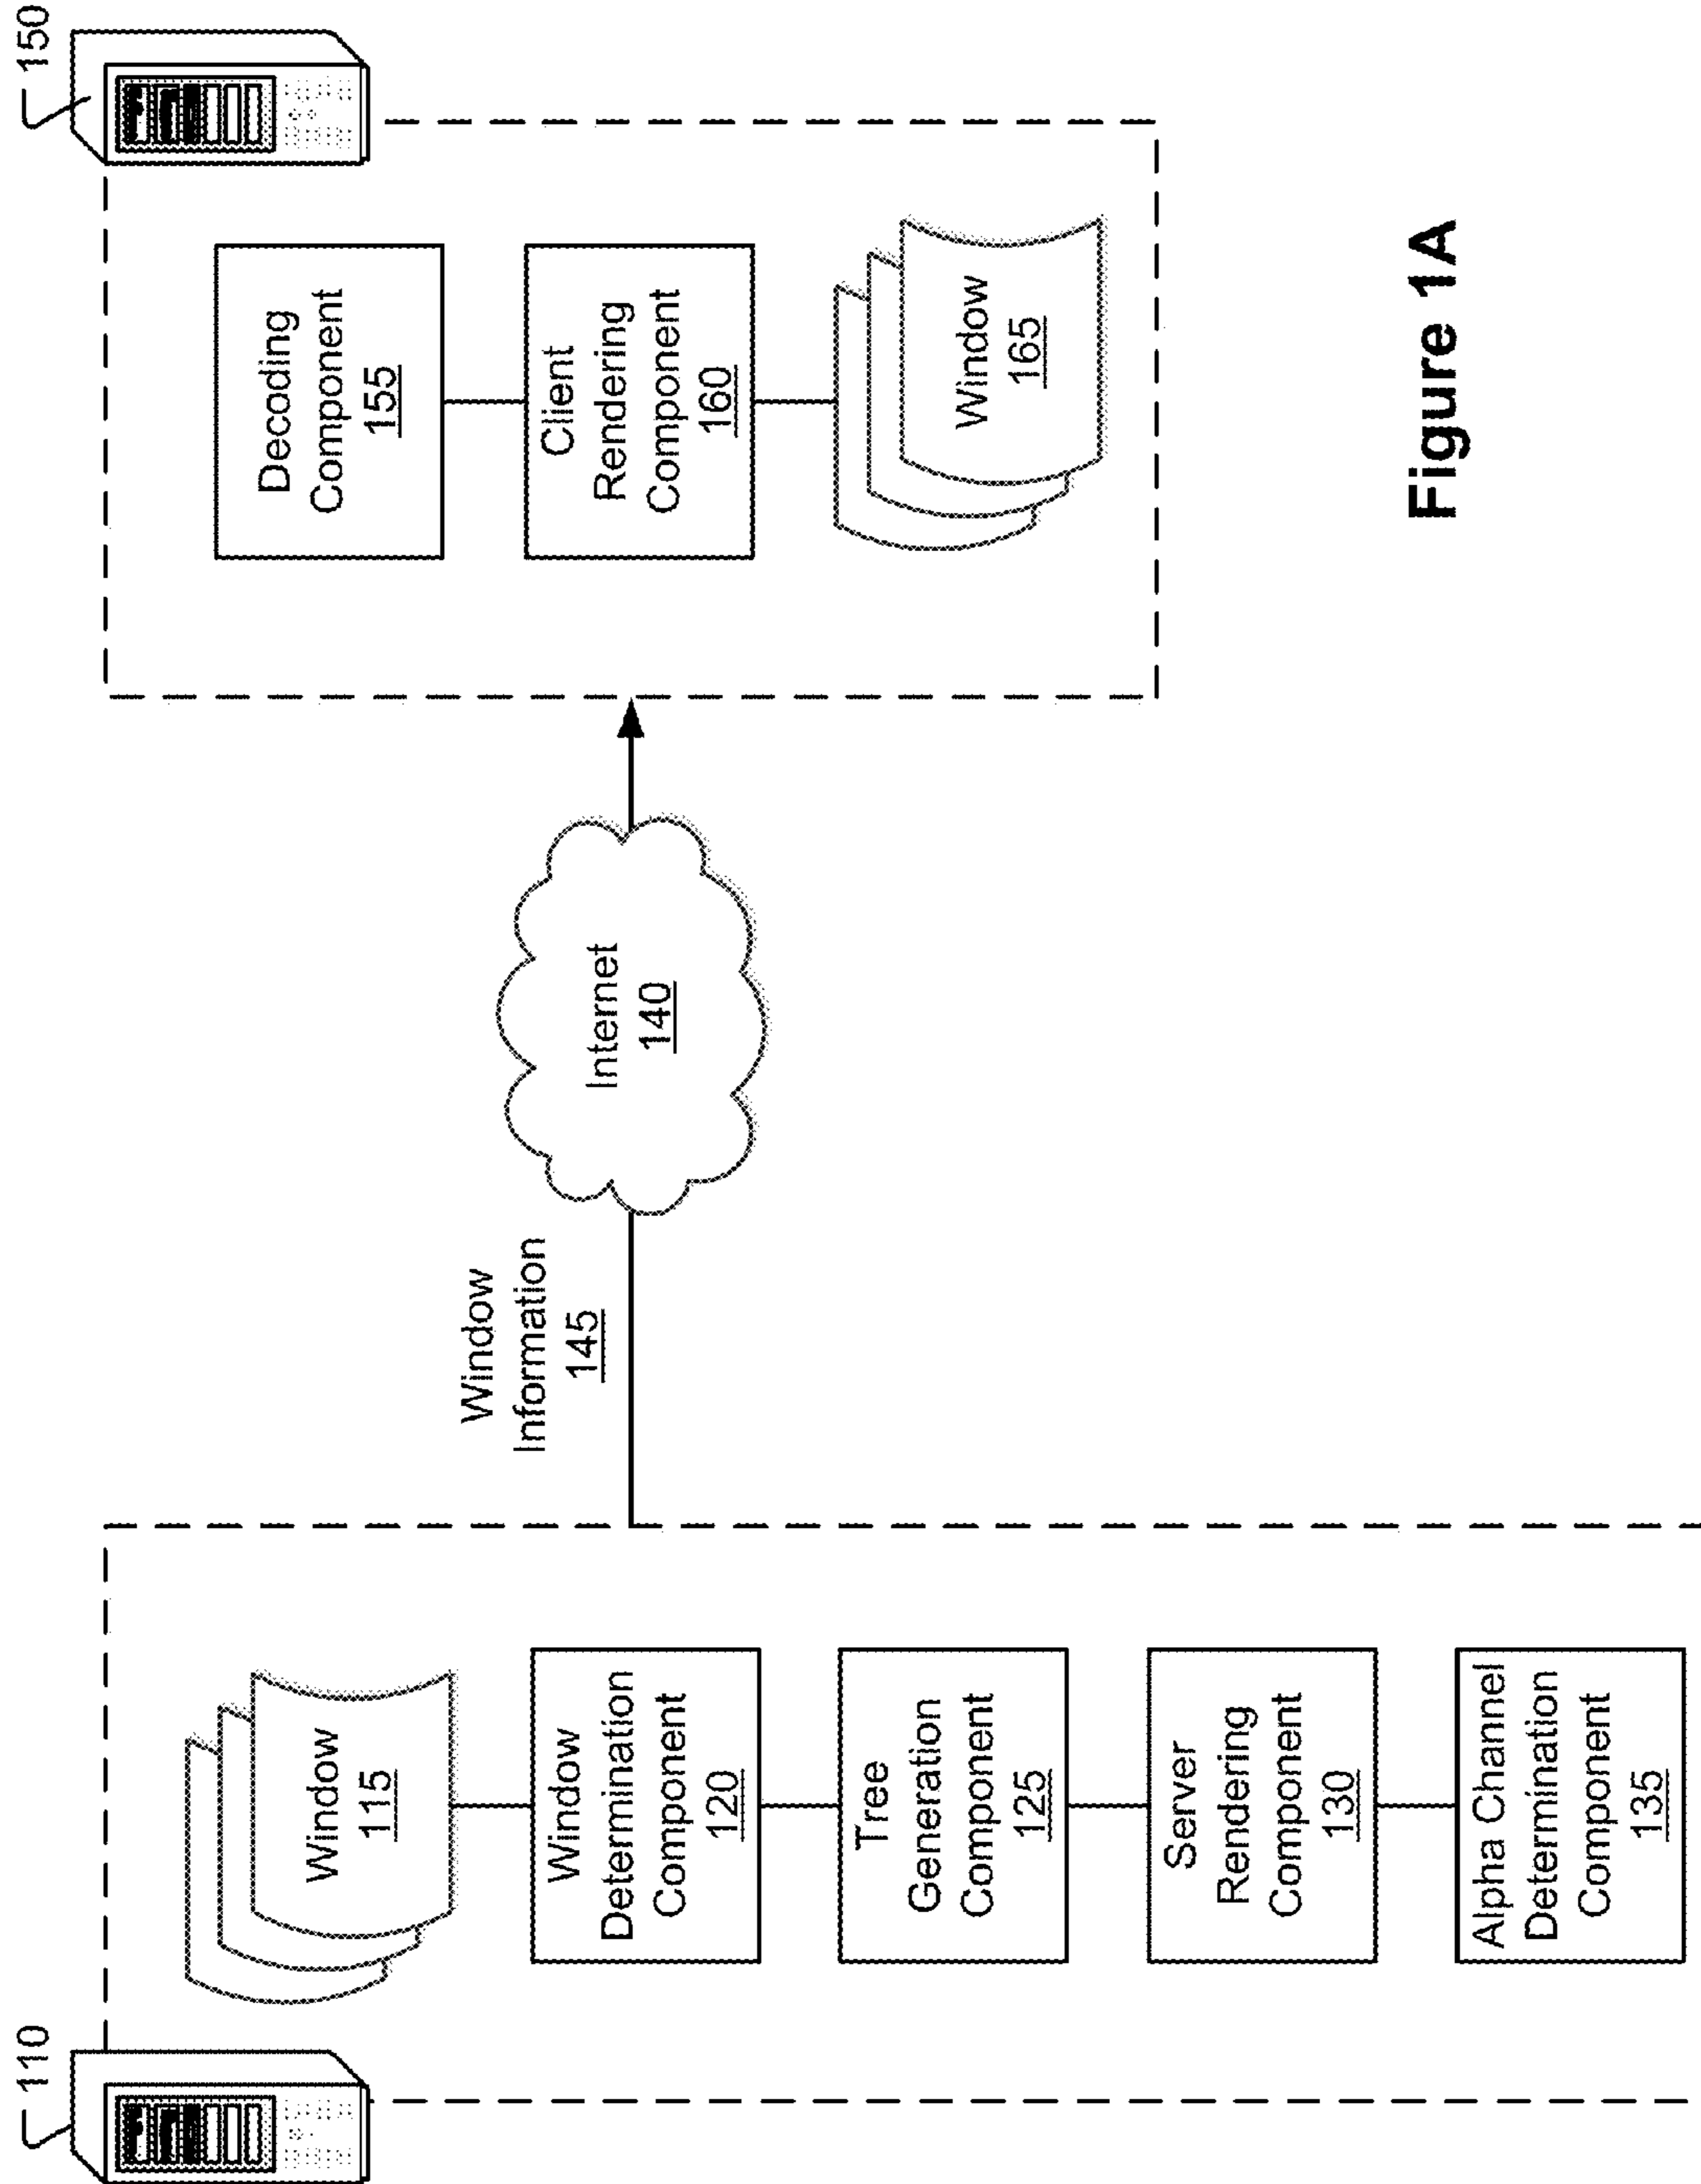 110
Window
115
Window
Determination
Component
120
Tree
Generation
Component
125
Server
Rendering
Component
130
Alpha Channel
Determination
Component
135
Window
Information
145
Internet
140
150
Decoding
Component
155
Client
Rendering
Component
160
Window
165
Figure 1A